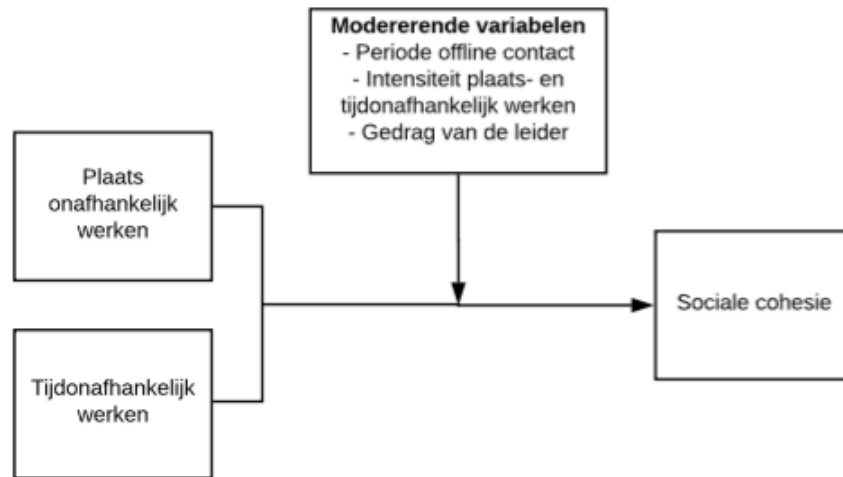 Modererende variabelen
- Periode offline contact
- Intensiteit plaats- en
tijdonafhankelijk werken
- Gedrag van de leider
Plaats
onafhankelijk
werken
Tijdonafhankelijk
werken
Sociale cohesie